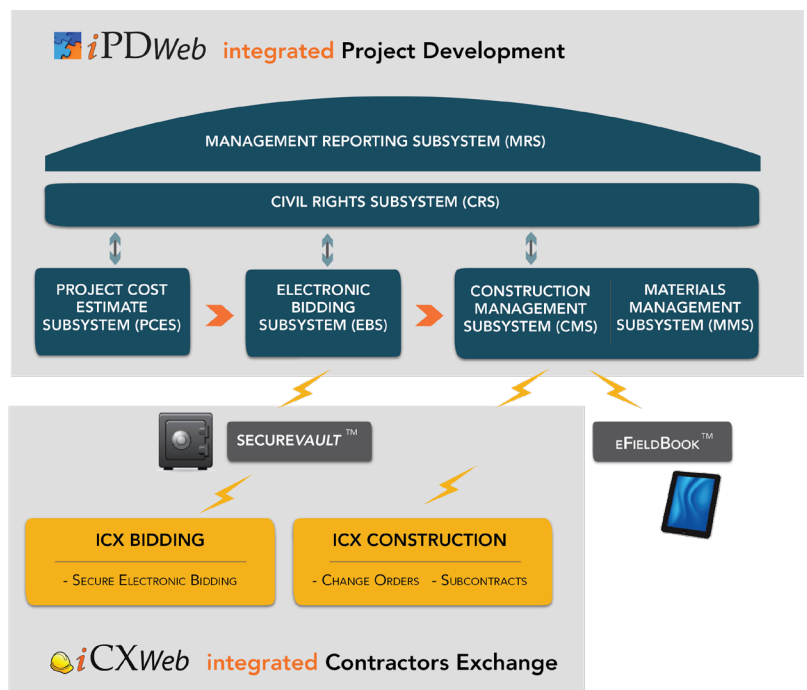 iPDWeb integrated Project Development
MANAGEMENT REPORTING SUBSYSTEM (MRS)
CIVIL RIGHTS SUBSYSTEM (CRS)
PROJECT COST
ESTIMATE
SUBSYSTEM (PCES)
ELECTRONIC
BIDDING
SUBSYSTEM (EBS)
CONSTRUCTION
MANAGEMENT
SUBSYSTEM (CMS)
MATERIALS
MANAGEMENT
SUBSYSTEM (MMS)
SECUREVAULT™
EFIELDBOOK™
ICX BIDDING
- SECURE ELECTRONIC BIDDING
ICX CONSTRUCTION
- CHANGE ORDERS - SUBCONTRACTS
iCXWeb integrated Contractors Exchange